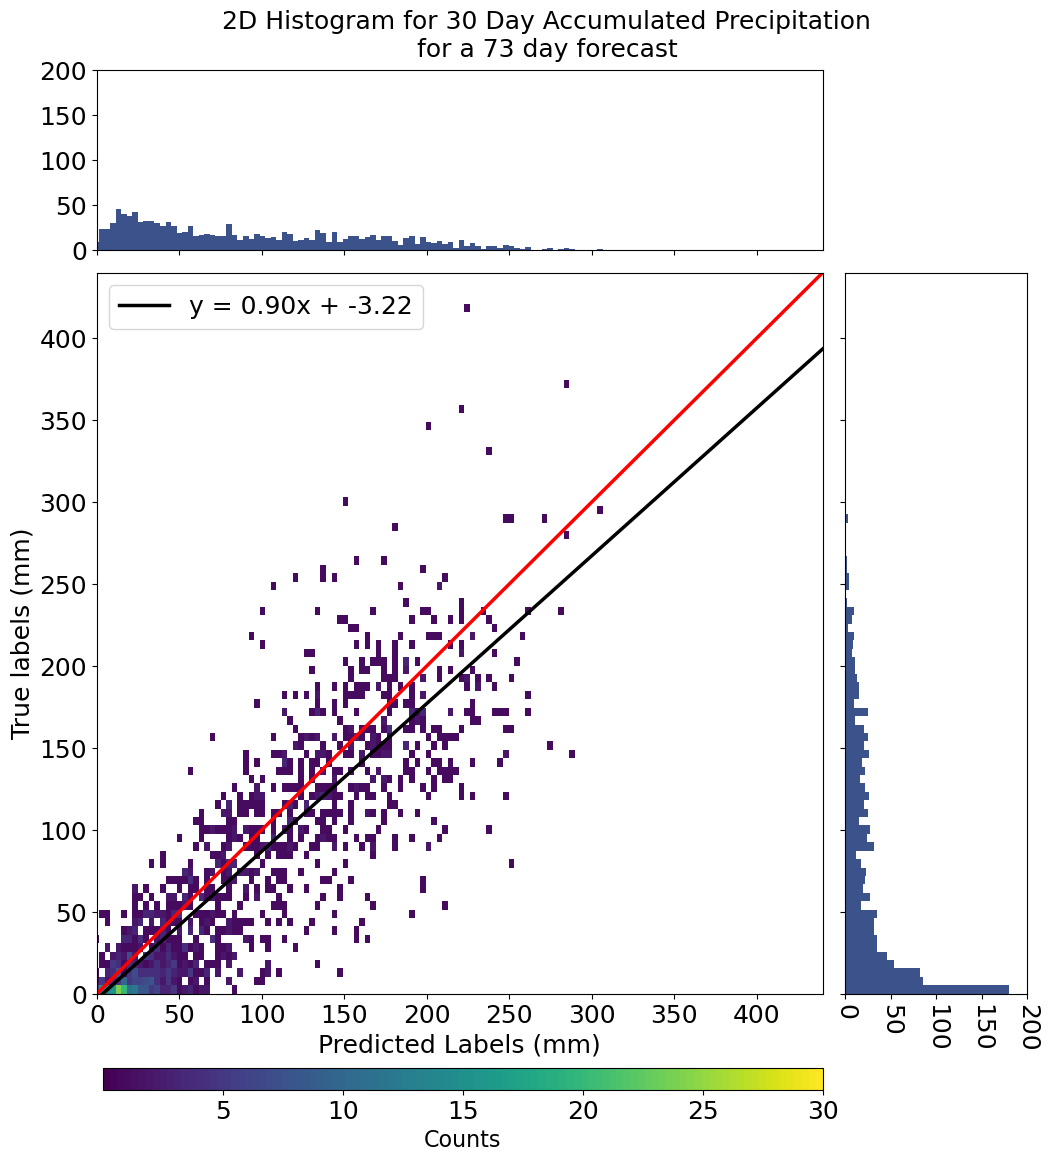 2D Histogram for 30 Day Accumulated Precipitation
for a 73 day forecast
200
150
100
50
0
y = 0.90x + -3.22
400
350
300
250
200
150
100
50
0
True labels (mm)
0 50 100 150 200 250 300 350 400
Predicted Labels (mm)
0 50 100 150 200
5 10 15 20 25 30
Counts